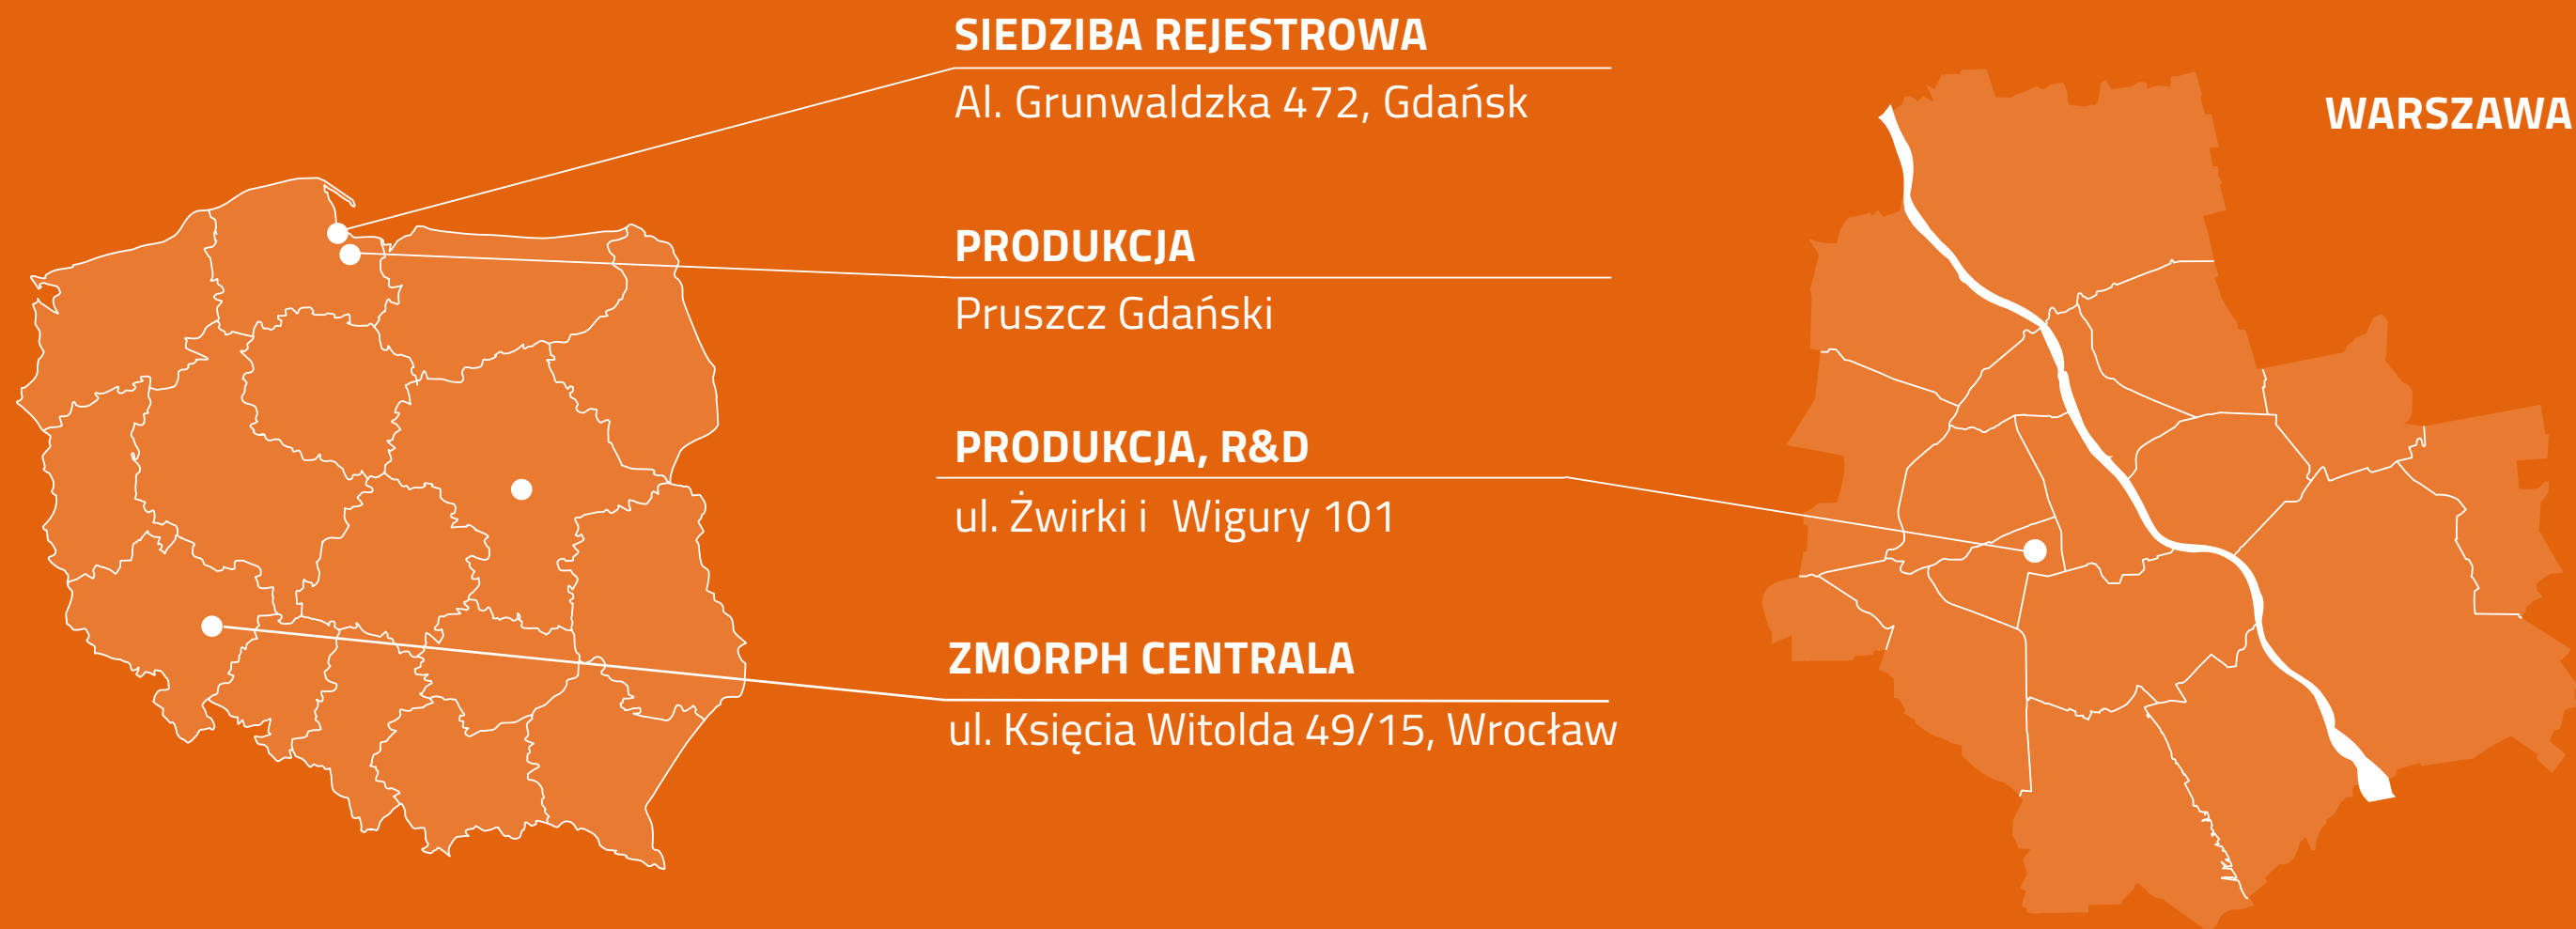 SIEDZIBA REJESTROWA
Al. Grunwaldzka 472, Gdańsk
PRODUKCJA
Pruszcz Gdański
PRODUKCJA, R&D
ul. Żwirki i Wigury 101
ZMORPH CENTRALA
ul. Księcia Witolda 49/15, Wrocław
WARSZAWA